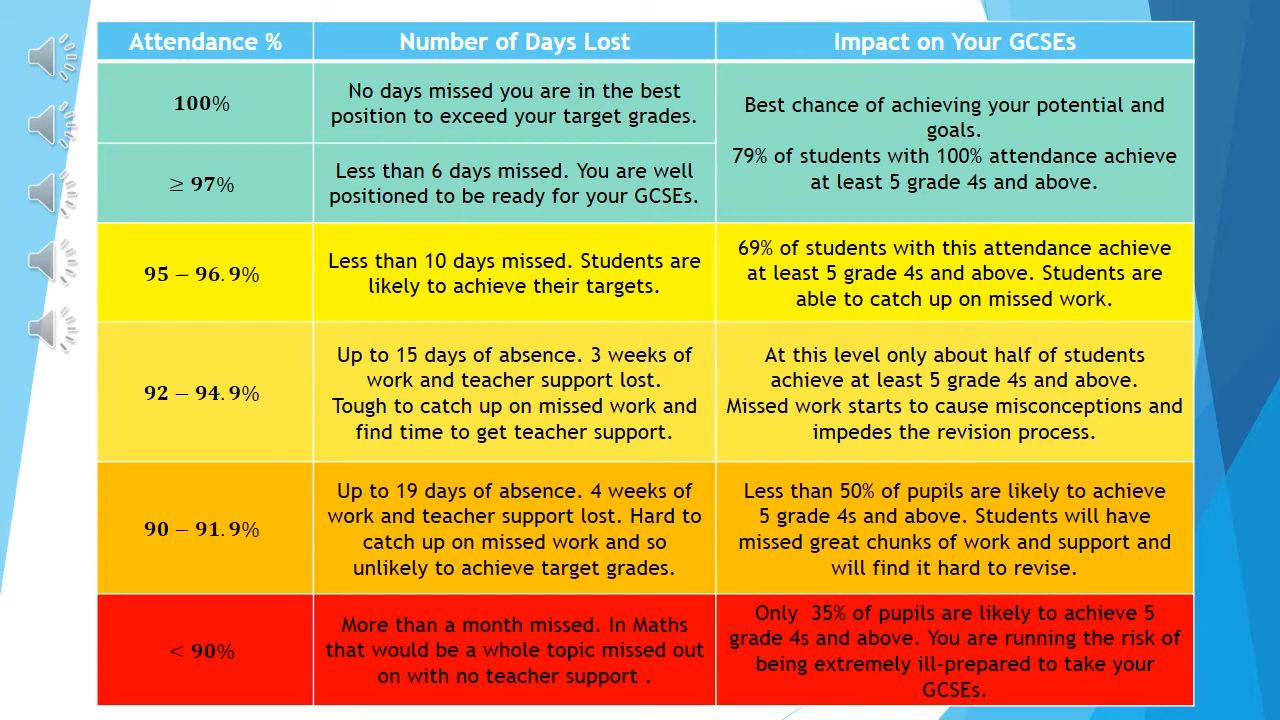 Attendance %
Number of Days Lost
Impact on Your GCSEs
100%
No days missed you are in the best
position to exceed your target grades.
Best chance of achieving your potential and
goals.
79% of students with 100% attendance achieve
at least 5 grade 4s and above.
≥ 97%
Less than 6 days missed. You are well
positioned to be ready for your GCSEs.
95 − 96.9%
Less than 10 days missed. Students are
likely to achieve their targets.
69% of students with this attendance achieve
at least 5 grade 4s and above. Students are
able to catch up on missed work.
92 − 94.9%
Up to 15 days of absence. 3 weeks of
work and teacher support lost.
Tough to catch up on missed work and
find time to get teacher support.
At this level only about half of students
achieve at least 5 grade 4s and above.
Missed work starts to cause misconceptions and
impedes the revision process.
90 − 91.9%
Up to 19 days of absence. 4 weeks of
work and teacher support lost. Hard to
catch up on missed work and so
unlikely to achieve target grades.
Less than 50% of pupils are likely to achieve
5 grade 4s and above. Students will have
missed great chunks of work and support and
will find it hard to revise.
< 90%
More than a month missed. In Maths
that would be a whole topic missed out
on with no teacher support .
Only  35% of pupils are likely to achieve 5
grade 4s and above. You are running the risk of
being extremely ill-prepared to take your
GCSEs.